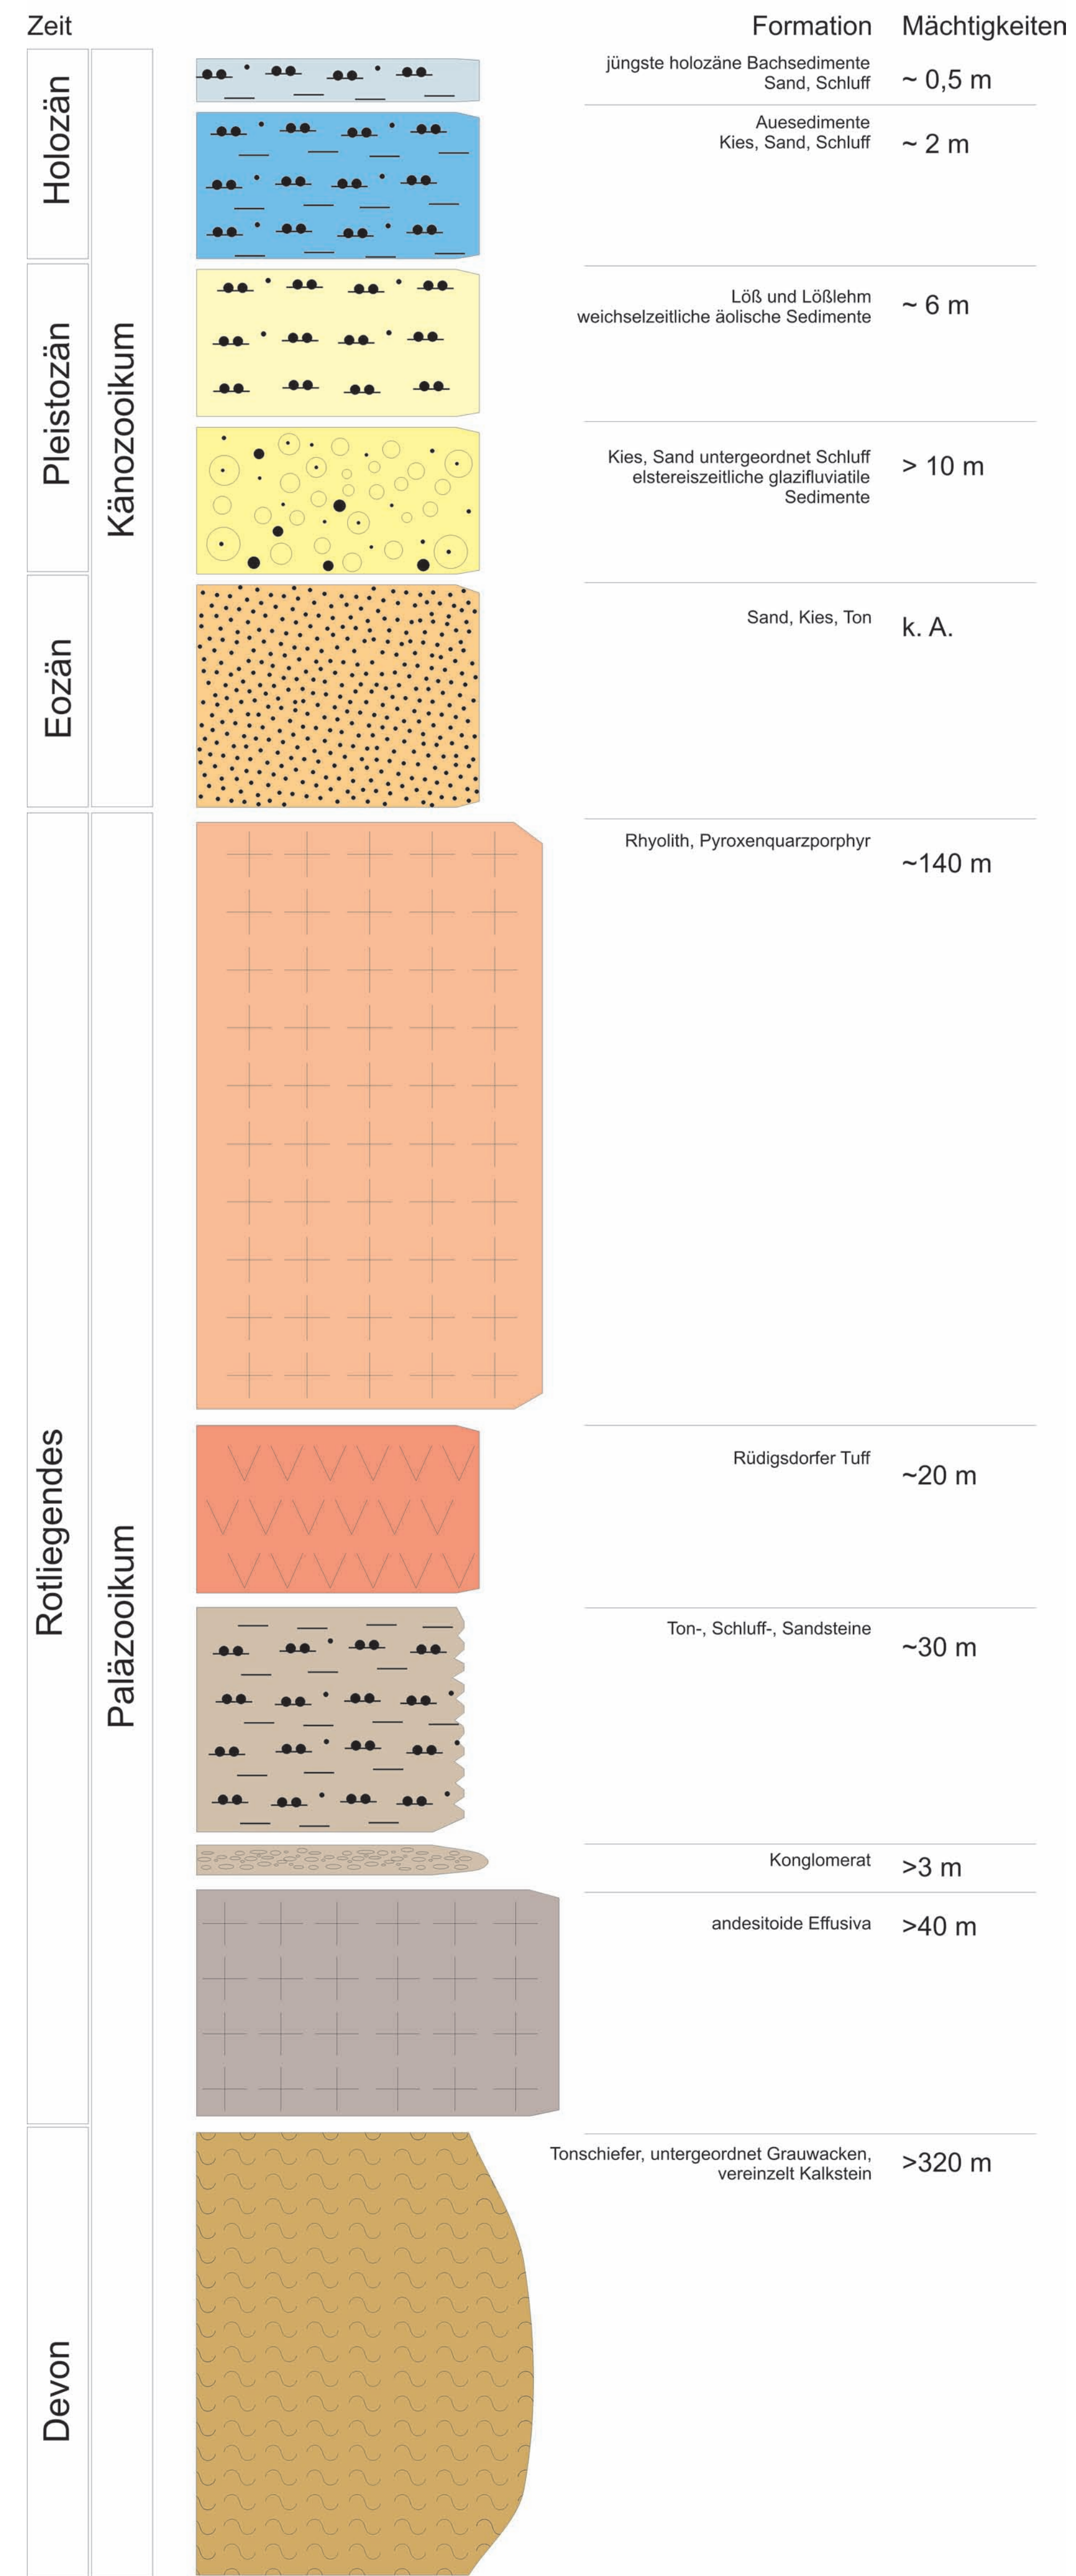 Zeit
Formation
Mächtigkeiten
Holozän
Känozooikum
jüngste holozäne Bachsedimente
Sand, Schluff
~ 0,5 m
Auesedimente
Kies, Sand, Schluff
~ 2 m
Pleistozän
Löß und Lößlehm
weichselzeitliche äolische Sedimente
~ 6 m
Kies, Sand untergeordnet Schluff
elstereiszeitliche glazifluviatile
Sedimente
> 10 m
Eozän
Sand, Kies, Ton
k. A.
Rotliegendes
Paläzooikum
Rhyolith, Pyroxenquarzporphyr
~140 m
Rüdigsdorfer Tuff
~20 m
Ton-, Schluff-, Sandsteine
~30 m
Konglomerat
>3 m
andesitoide Effusiva
>40 m
Devon
Tonschiefer, untergeordnet Grauwacken,
vereinzelt Kalkstein
>320 m